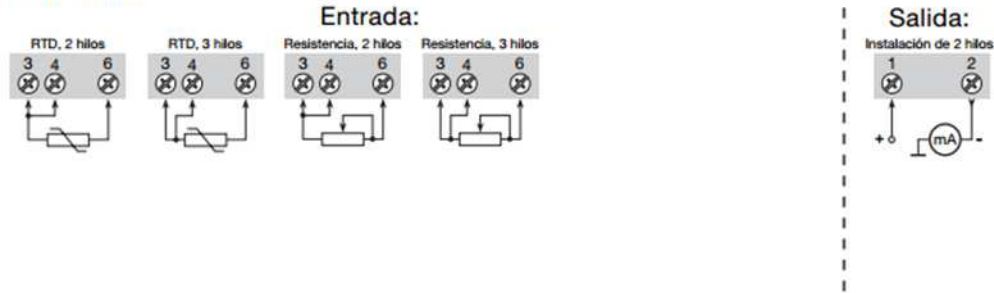 Entrada:
Salida:
RTD, 2 hilos
RTD, 3 hilos
Resistencia, 2 hilos
Resistencia, 3 hilos
Instalación de 2 hilos
3 4 6
3 4 6
3 4 6
3 4 6
1 2
+ mA -